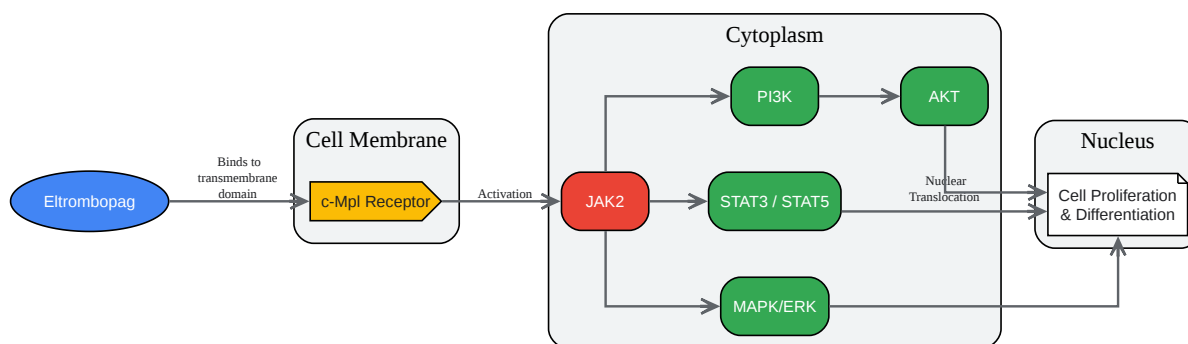 Cytoplasm
PI3K
AKT
Cell Membrane
Nucleus
Binds to
transmembrane
domain
Eltrombopag
c-Mpl Receptor
Activation
JAK2
STAT3 / STAT5
Nuclear
Translocation
Cell Proliferation
& Differentiation
MAPK/ERK